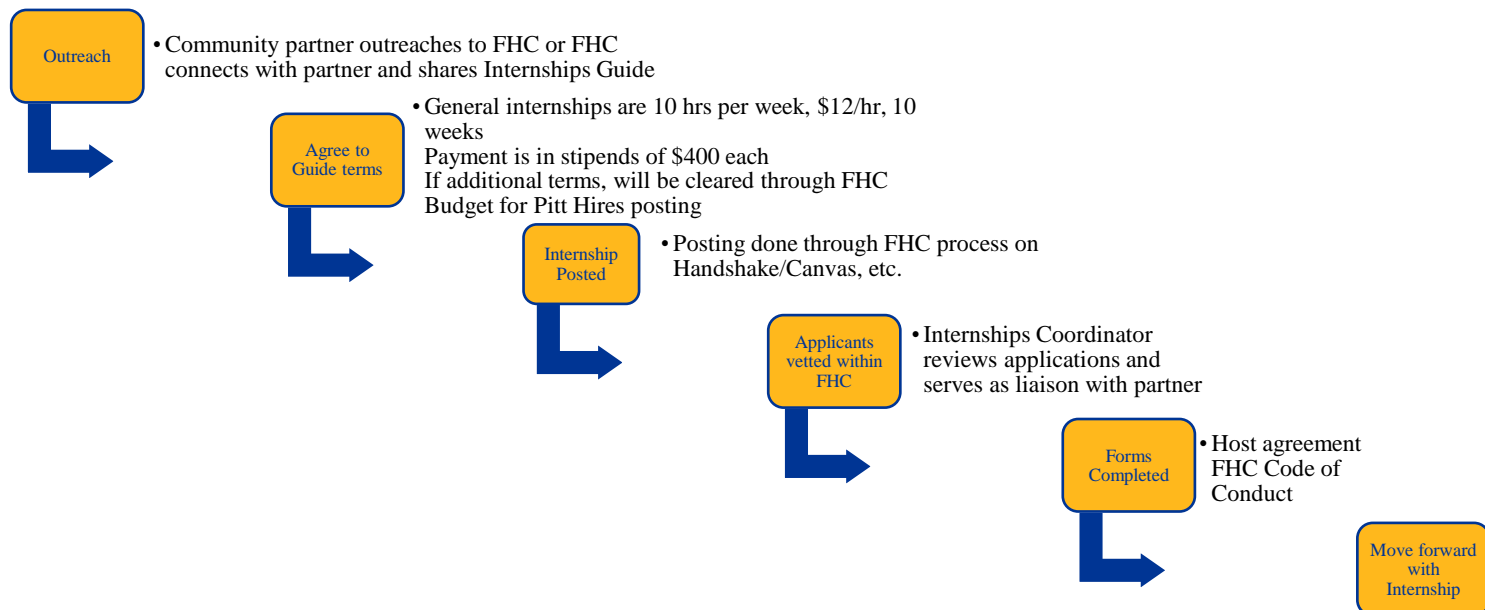 Outreach
• Community partner outreaches to FHC or FHC
connects with partner and shares Internships Guide
Agree to
Guide terms
• General internships are 10 hrs per week, $12/hr, 10
weeks
Payment is in stipends of $400 each
If additional terms, will be cleared through FHC
Budget for Pitt Hires posting
Internship
Posted
• Posting done through FHC process on
Handshake/Canvas, etc.
Applicants
vetted within
FHC
• Internships Coordinator
reviews applications and
serves as liaison with partner
Forms
Completed
• Host agreement
FHC Code of
Conduct
Move forward
with
Internship